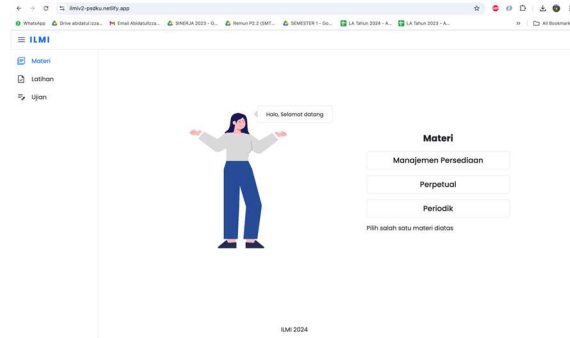 ilmiv2-psdku.netlify.app
WhatsApp
Drive abidatul izza...
Email Abidatulizza...
SINERJA 2023 - G...
Remun P2.2 (SMT...
SEMESTER 1 - Go...
LA Tahun 2024 - A...
LA Tahun 2023 - A...
»
All Bookmarks
ILMI
Materi
Latihan
Ujian
Halo, Selamat datang
Materi
Manajemen Persediaan
Perpetual
Periodik
Pilih salah satu materi diatas
ILMI 2024